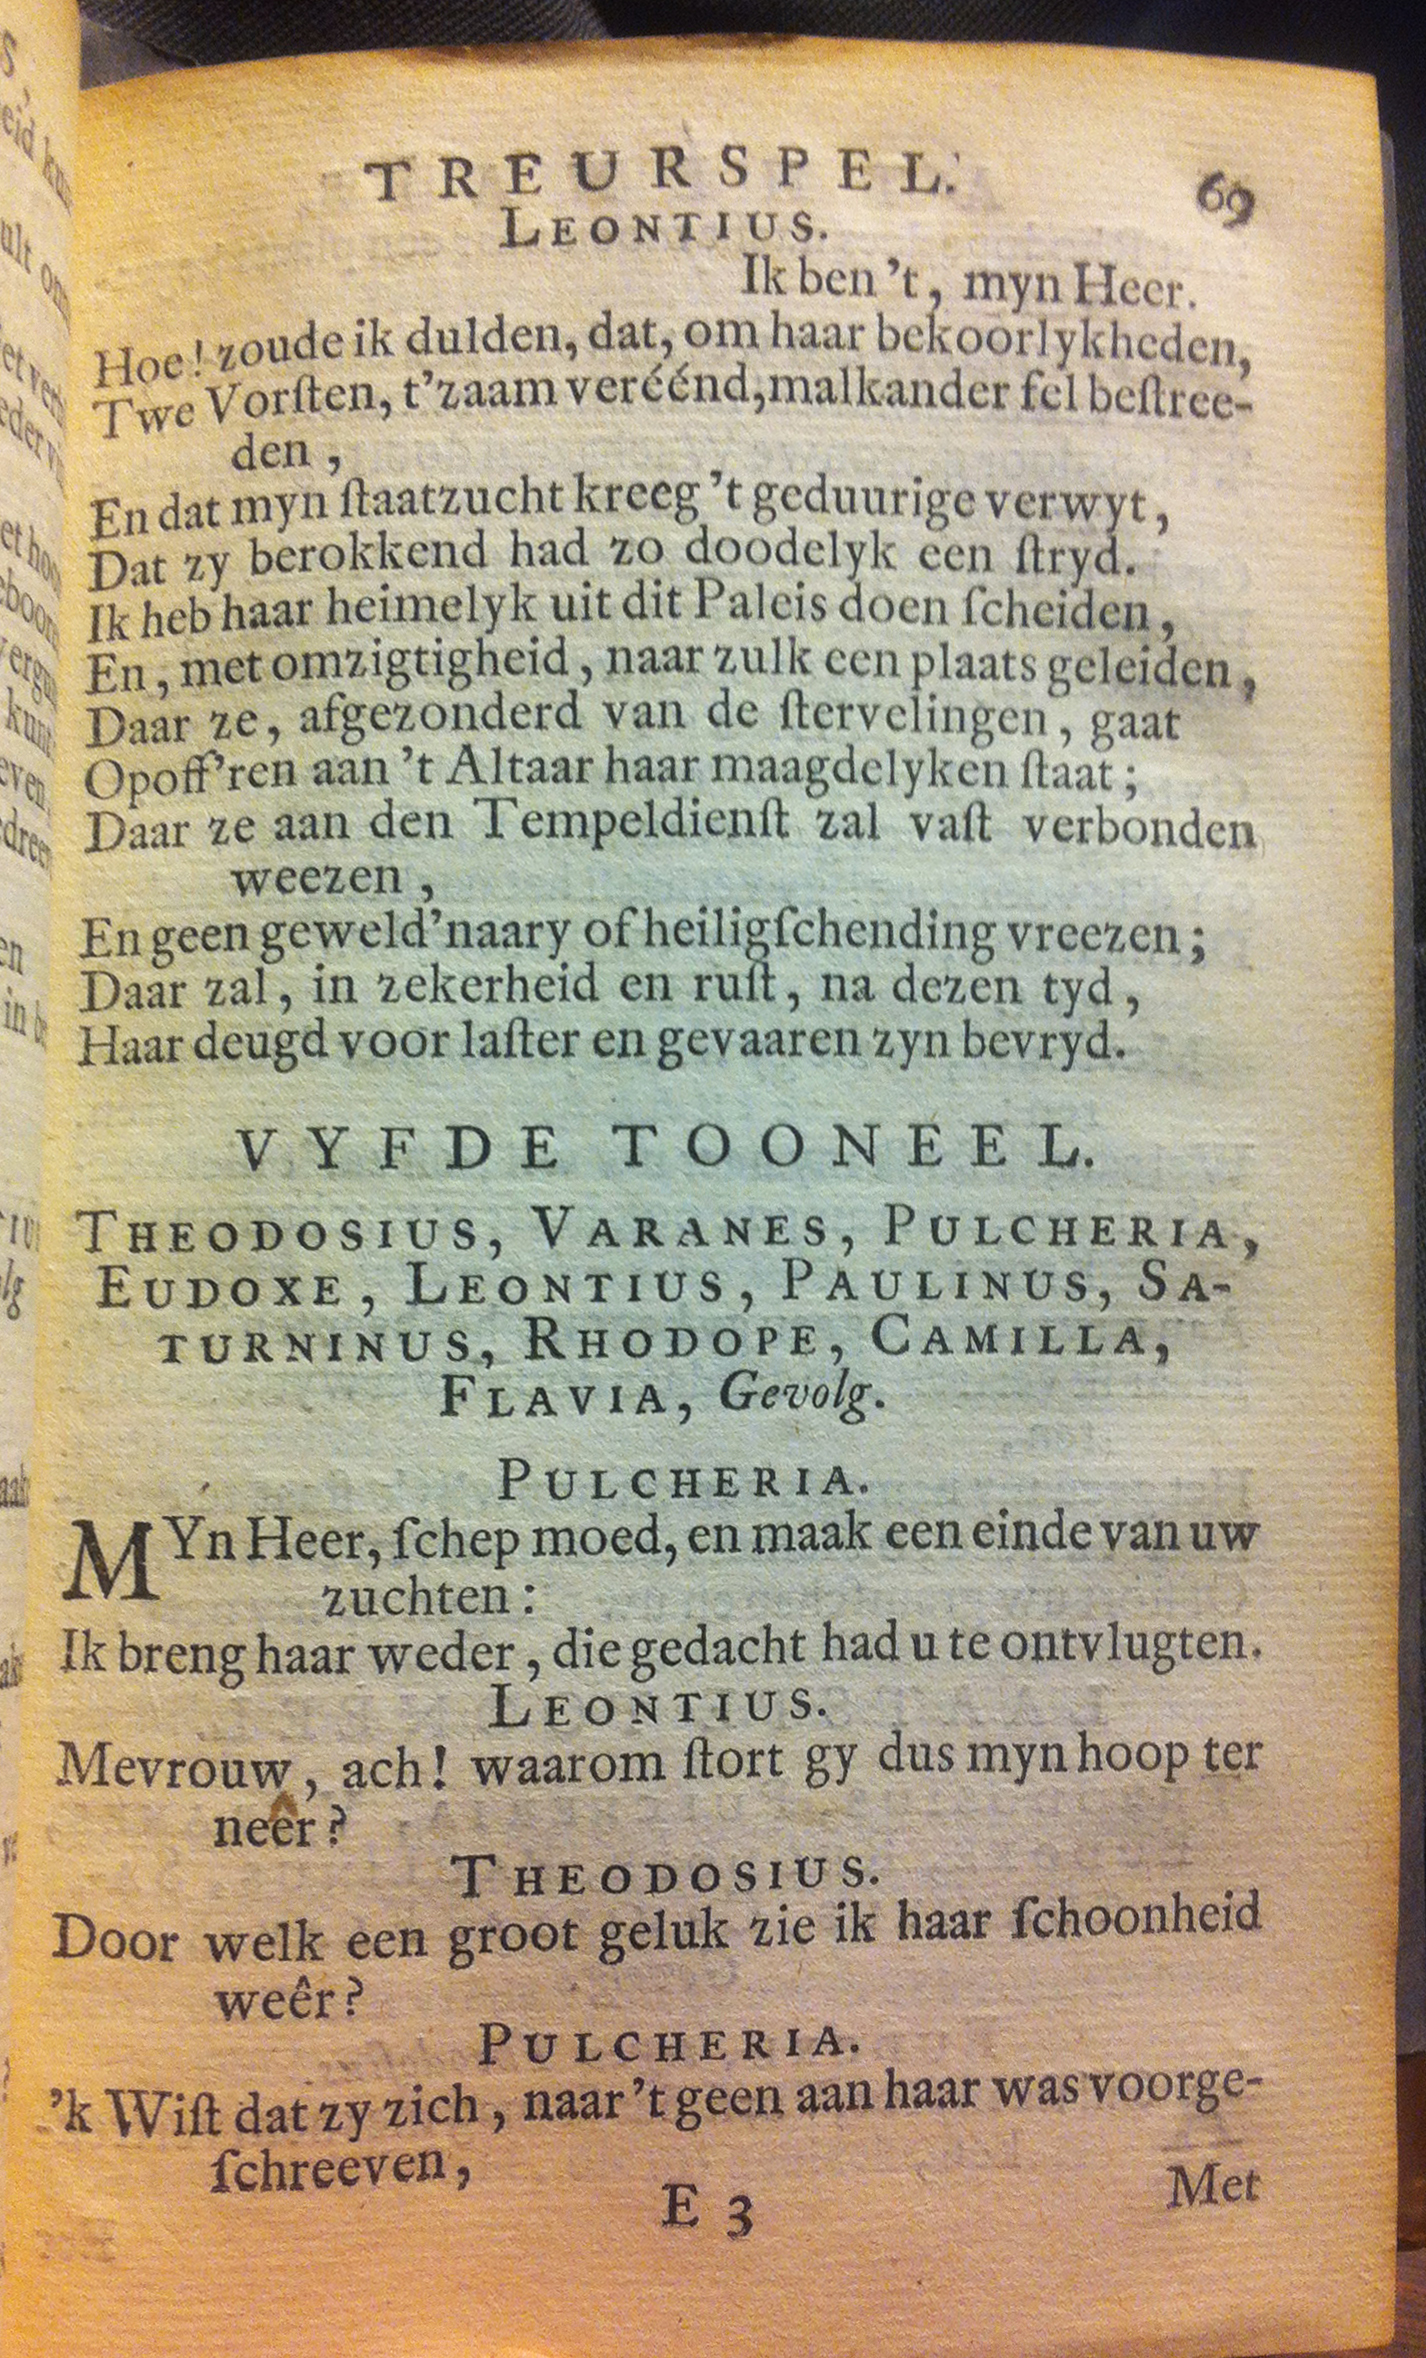 TREURSPEL. 69
LEONTIUS.
Ik ben 't, myn Heer.
Hoe! zoude ik dulden, dat, om haar bekoorlykheden,
Twe Vorſten, t'zaam veréénd, malkander fel beſtree-
den,
En dat myn ſtaatzucht kreeg 't geduurige verwyt,
Dat zy berokkend had zo doodelyk een ſtryd.
Ik heb haar heimelyk uit dit Paleis doen ſcheiden,
En, met omzigtigheid, naar zulk een plaats geleiden,
Daar ze, afgezonderd van de ſtervelingen, gaat
Opoff'ren aan 't Altaar haar maagdelyken ſtaat;
Daar ze aan den Tempeldienſt zal vaſt verbonden
weezen,
En geen geweld'naary of heiligſchending vreezen;
Daar zal, in zekerheid en ruſt, na dezen tyd,
Haar deugd voor laſter en gevaaren zyn bevryd.
VYFDE TOONEEL.
THEODOSIUS, VARANES, PULCHERIA,
EUDOXE, LEONTIUS, PAULINUS, SA-
TURNINUS, RHODOPE, CAMILLA,
FLAVIA, Gevolg.
PULCHERIA.
MYn Heer, ſchep moed, en maak een einde van uw
zuchten:
Ik breng haar weder, die gedacht had u te ontvlugten.
LEONTIUS.
Mevrouw, ach! waarom ſtort gy dus myn hoop ter
neêr?
THEODOSIUS.
Door welk een groot geluk zie ik haar ſchoonheid
weêr?
PULCHERIA.
'k Wiſt dat zy zich, naar 't geen aan haar was voorge-
ſchreeven,
E 3 Met